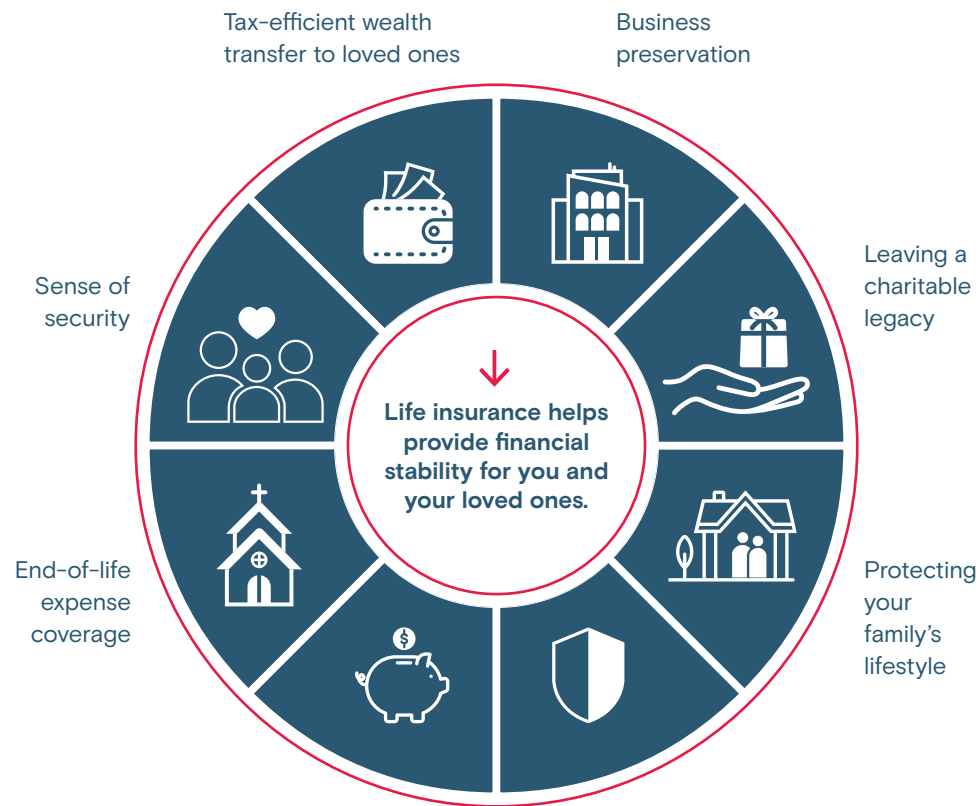 Tax-efficient wealth
transfer to loved ones
Business
preservation
Sense of
security
Leaving a
charitable
legacy
Life insurance helps
provide financial
stability for you and
your loved ones.
End-of-life
expense
coverage
Protecting
your
family’s
lifestyle
$